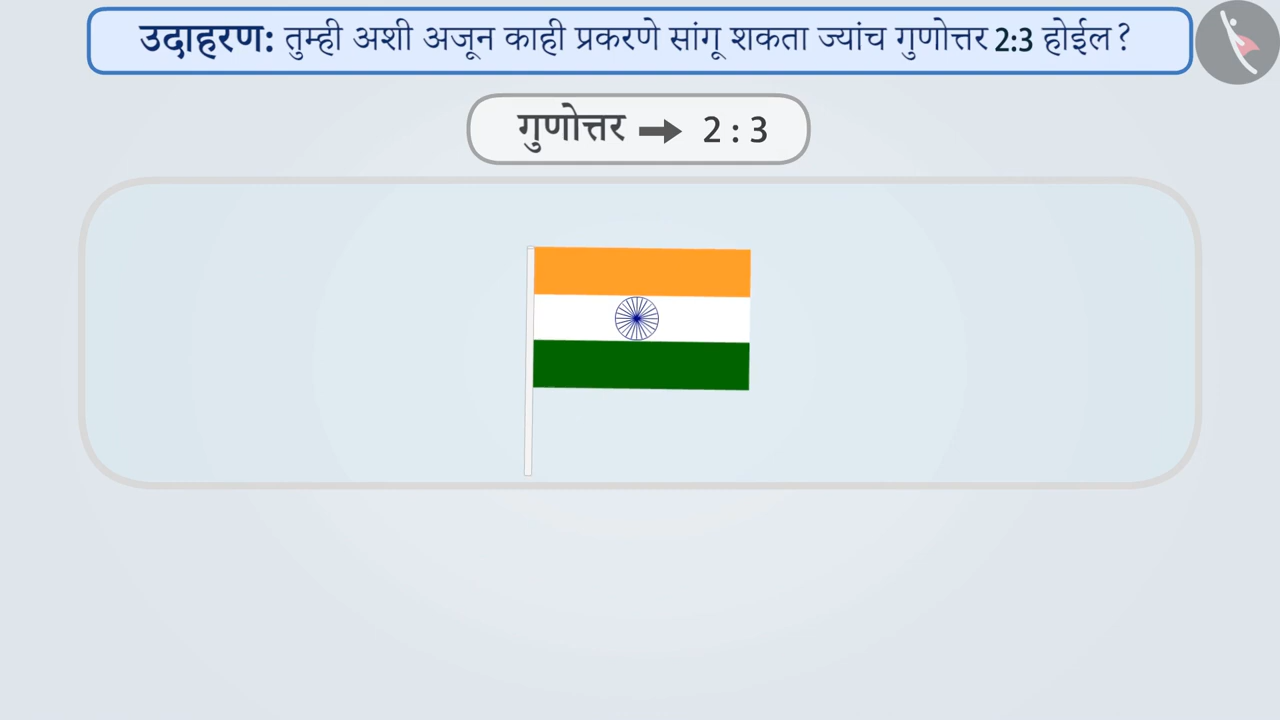 उदाहरण: तुम्ही अशी अजून काही प्रकरणे सांगू शकता ज्यांच गुणोत्तर 2:3 होईल?
गुणोत्तर ➡ 2 : 3